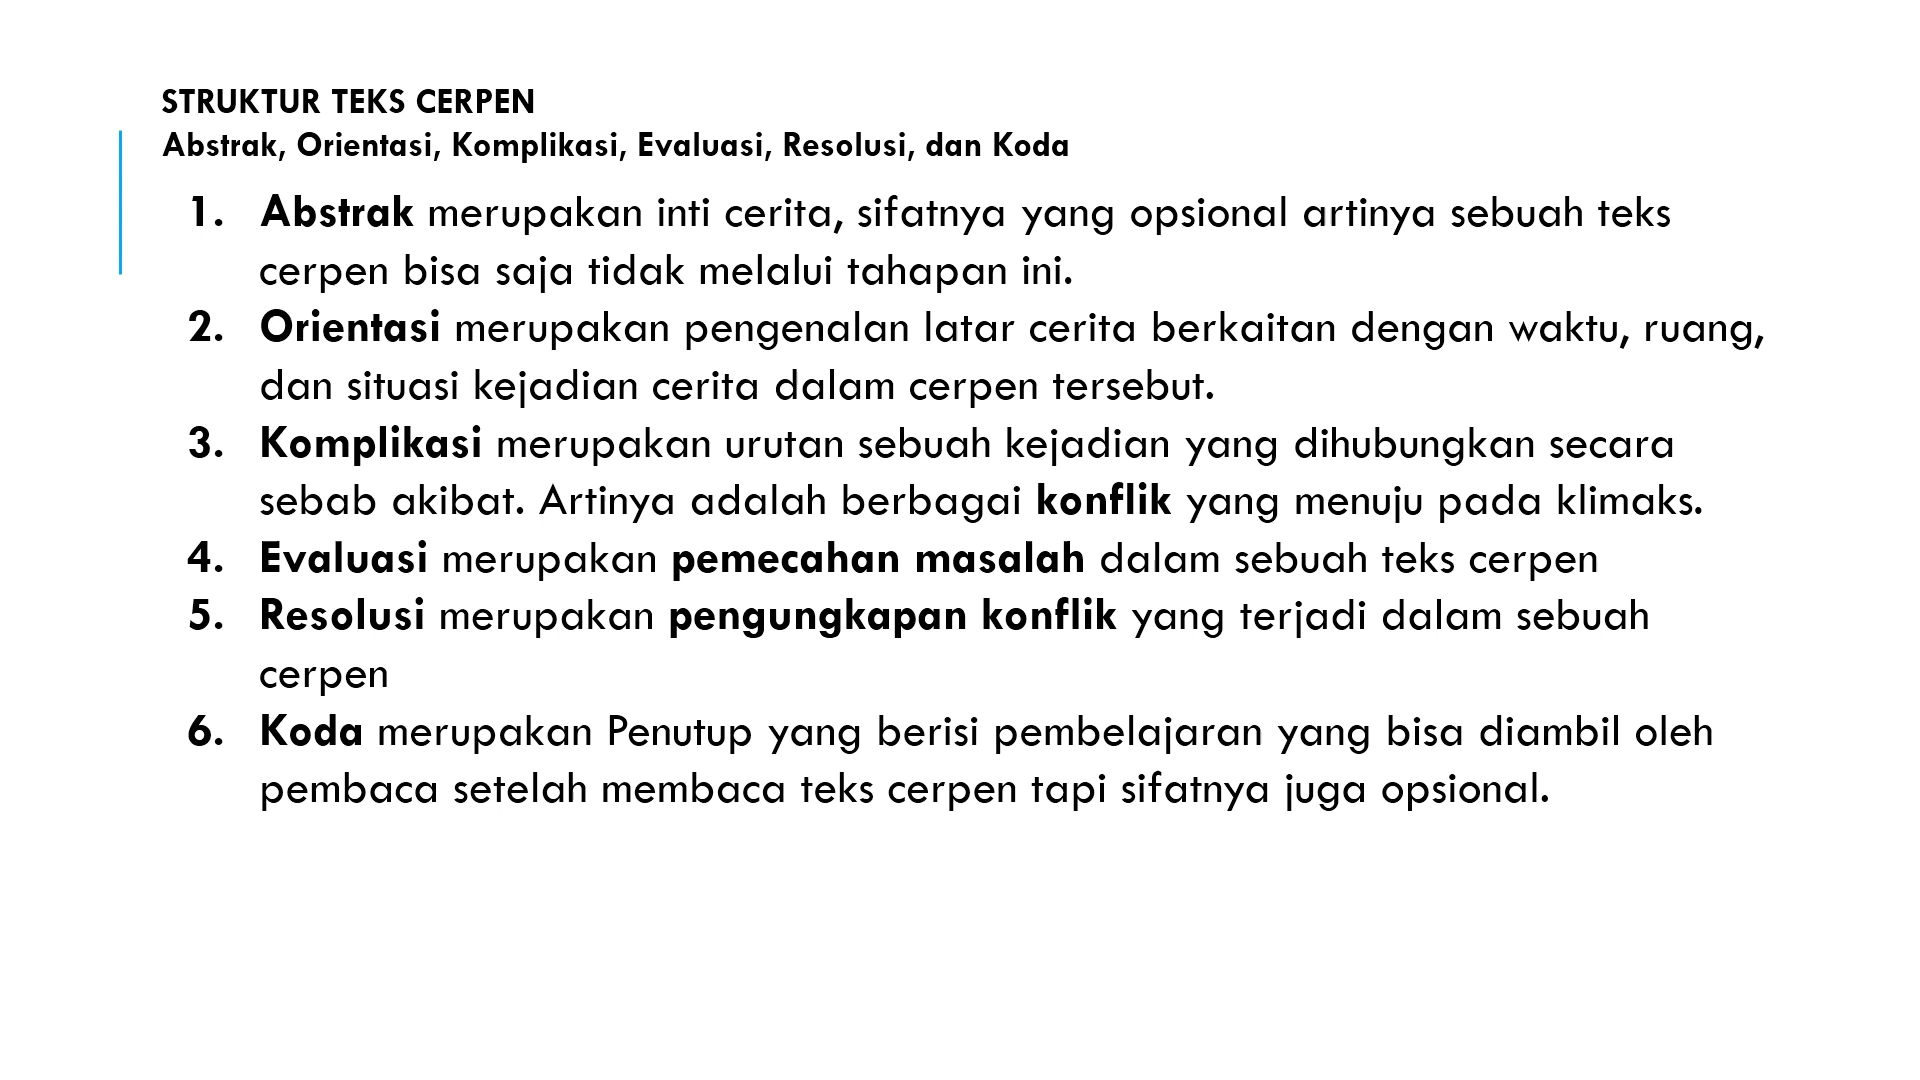 STRUKTUR TEKS CERPEN
Abstrak, Orientasi, Komplikasi, Evaluasi, Resolusi, dan Koda
1. Abstrak merupakan inti cerita, sifatnya yang opsional artinya sebuah teks
cerpen bisa saja tidak melalui tahapan ini.
2. Orientasi merupakan pengenalan latar cerita berkaitan dengan waktu, ruang,
dan situasi kejadian cerita dalam cerpen tersebut.
3. Komplikasi merupakan urutan sebuah kejadian yang dihubungkan secara
sebab akibat. Artinya adalah berbagai konflik yang menuju pada klimaks.
4. Evaluasi merupakan pemecahan masalah dalam sebuah teks cerpen
5. Resolusi merupakan pengungkapan konflik yang terjadi dalam sebuah
cerpen
6. Koda merupakan Penutup yang berisi pembelajaran yang bisa diambil oleh
pembaca setelah membaca teks cerpen tapi sifatnya juga opsional.